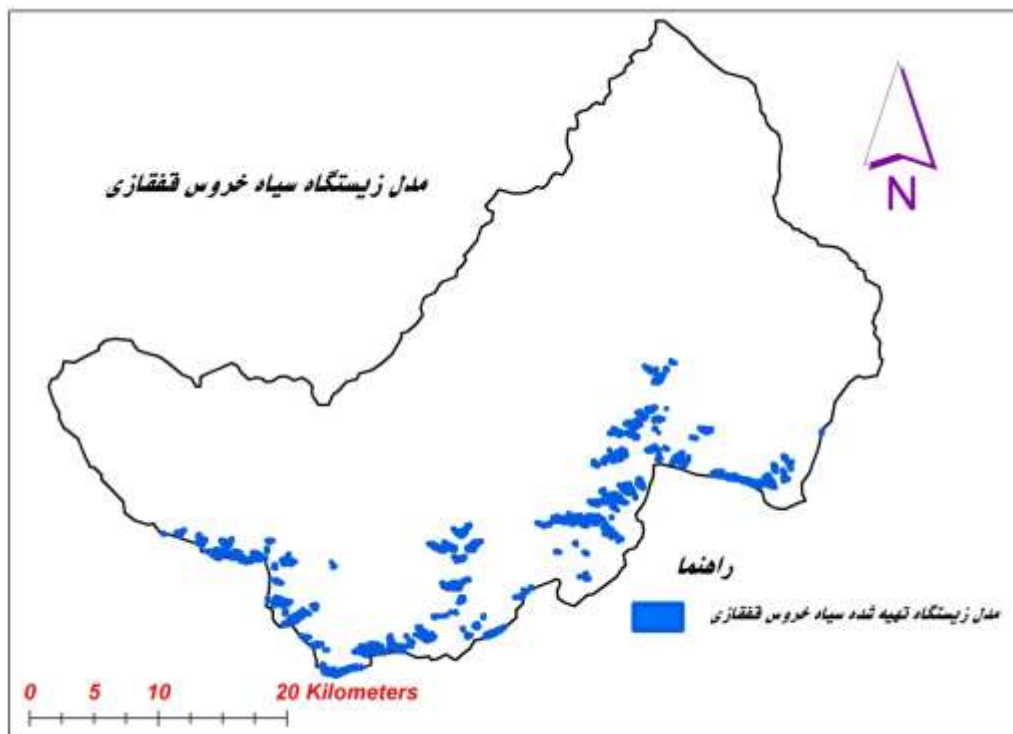 مدل زیستگاه سیاه خروس قفقازی
N
راهنما
مدل زیستگاه تهیه شده سیاه خروس قفقازی
0 5 10 20 Kilometers